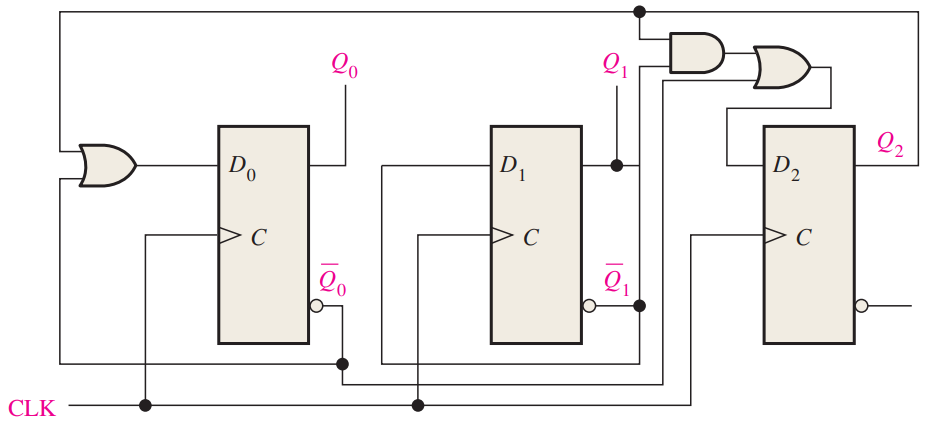 Q₀
Q₁
Q₂
D₀
D₁
D₂
C
C
C
Q̅₀
Q̅₁
CLK